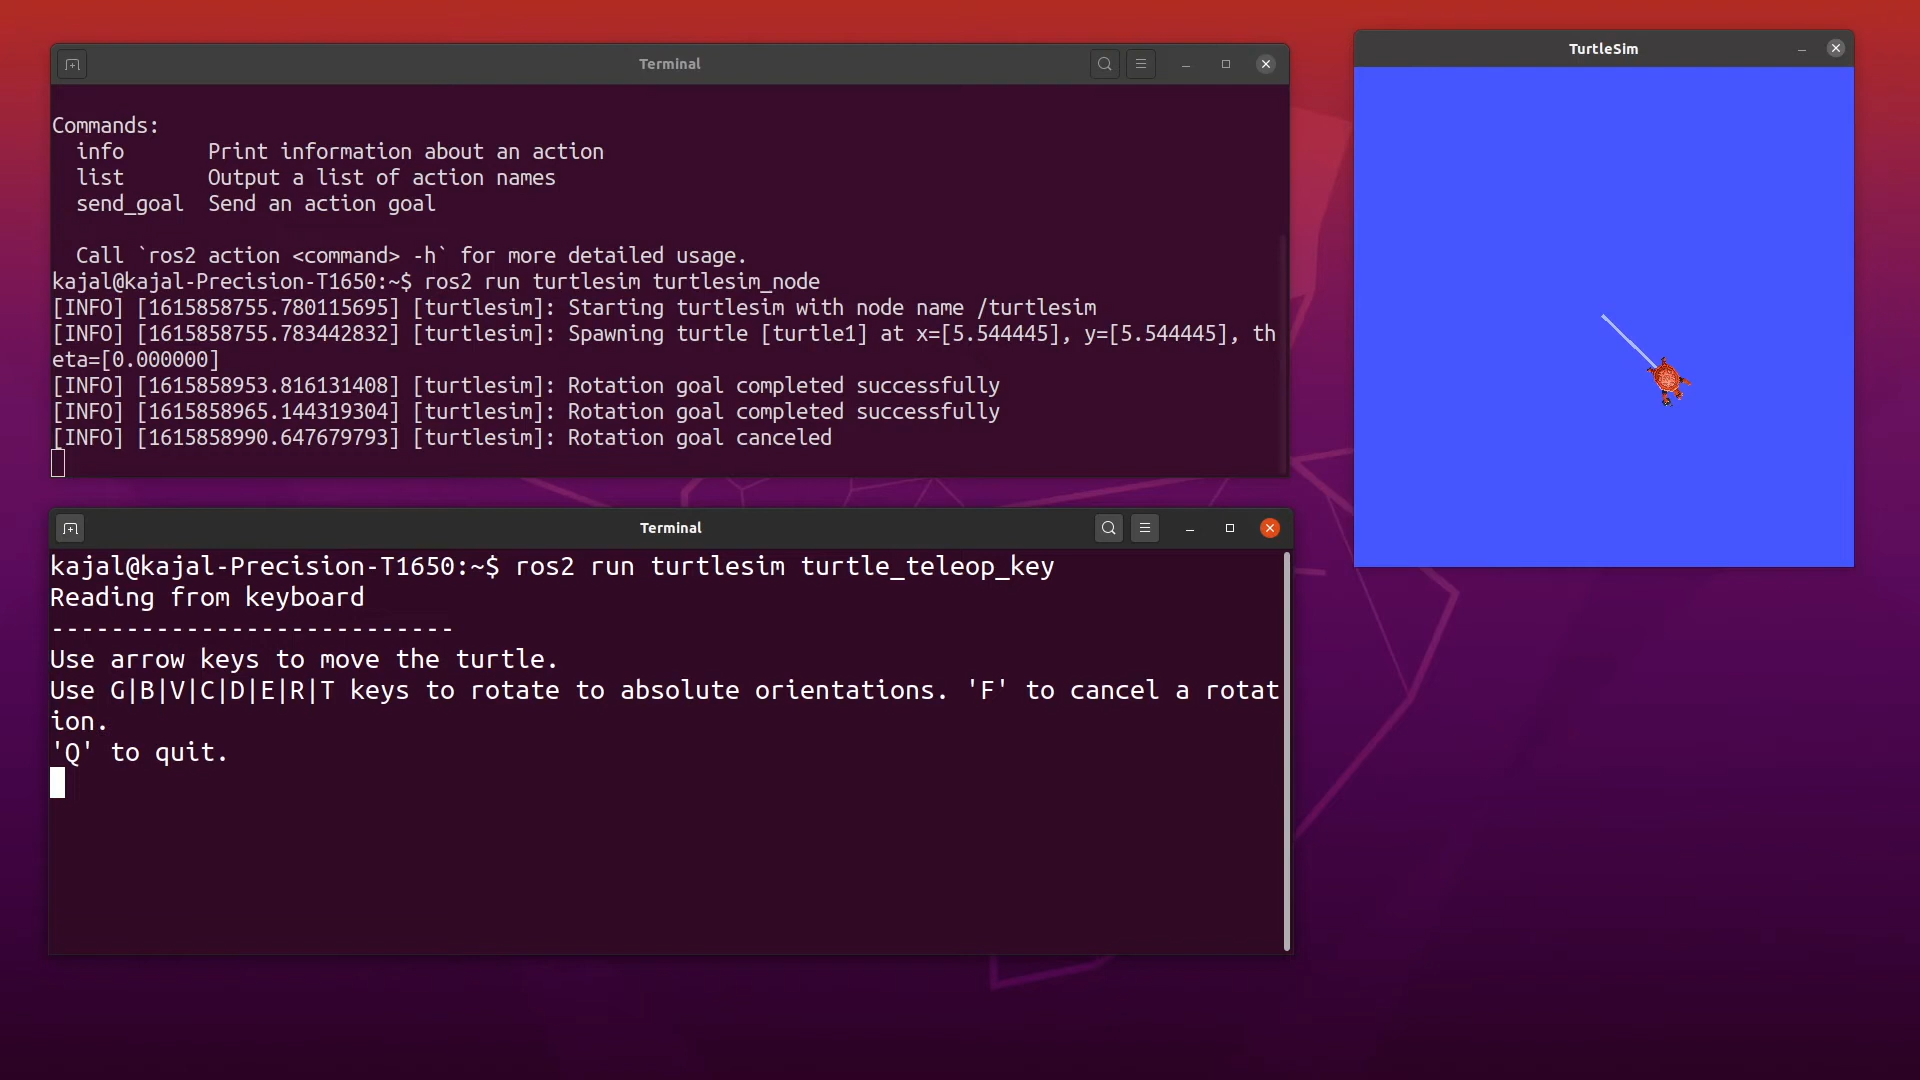 Terminal
Commands:
info Print information about an action
list Output a list of action names
send_goal Send an action goal
Call `ros2 action <command> -h` for more detailed usage.
kajal@kajal-Precision-T1650:~$ ros2 run turtlesim turtlesim_node
[INFO] [1615858755.780115695] [turtlesim]: Starting turtlesim with node name /turtlesim
[INFO] [1615858755.783442832] [turtlesim]: Spawning turtle [turtle1] at x=[5.544445], y=[5.544445], th
eta=[0.000000]
[INFO] [1615858953.816131408] [turtlesim]: Rotation goal completed successfully
[INFO] [1615858965.144319304] [turtlesim]: Rotation goal completed successfully
[INFO] [1615858990.647679793] [turtlesim]: Rotation goal canceled
Terminal
kajal@kajal-Precision-T1650:~$ ros2 run turtlesim turtle_teleop_key
Reading from keyboard
---------------------------
Use arrow keys to move the turtle.
Use G|B|V|C|D|E|R|T keys to rotate to absolute orientations. 'F' to cancel a rotat
ion.
'Q' to quit.
TurtleSim